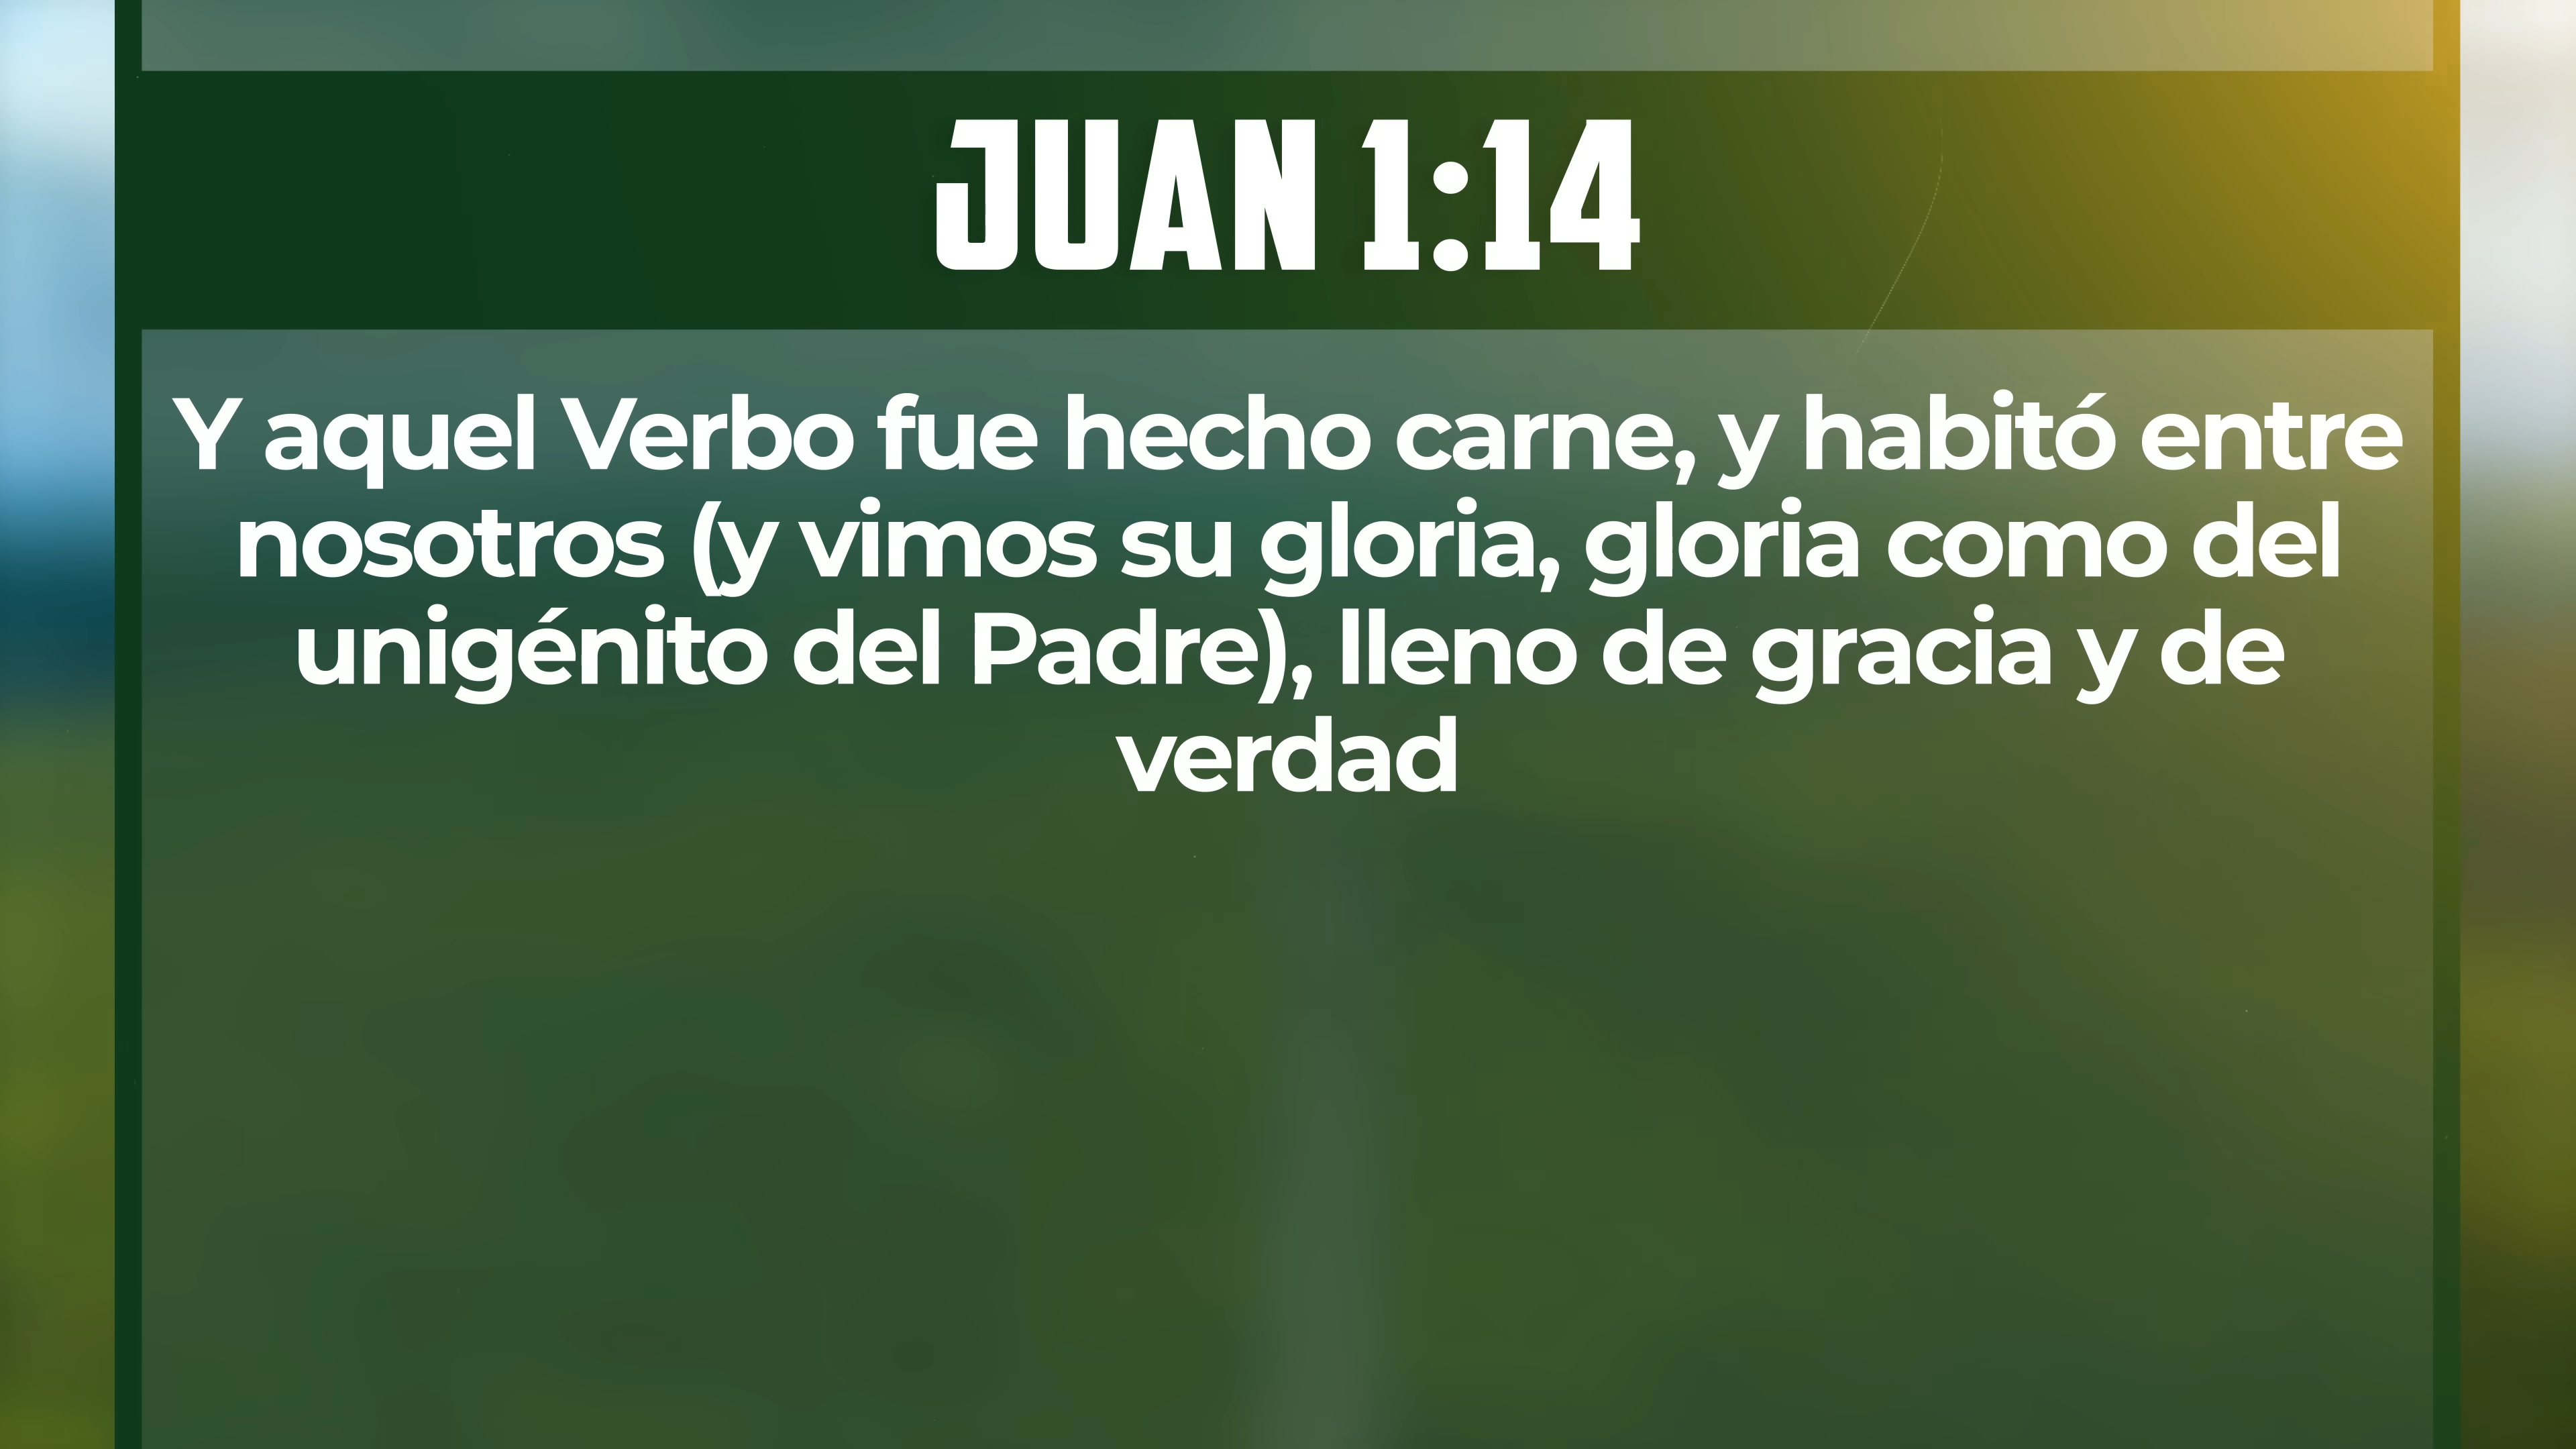 JUAN 1:14
Y aquel Verbo fue hecho carne, y habitó entre
nosotros (y vimos su gloria, gloria como del
unigénito del Padre), lleno de gracia y de
verdad